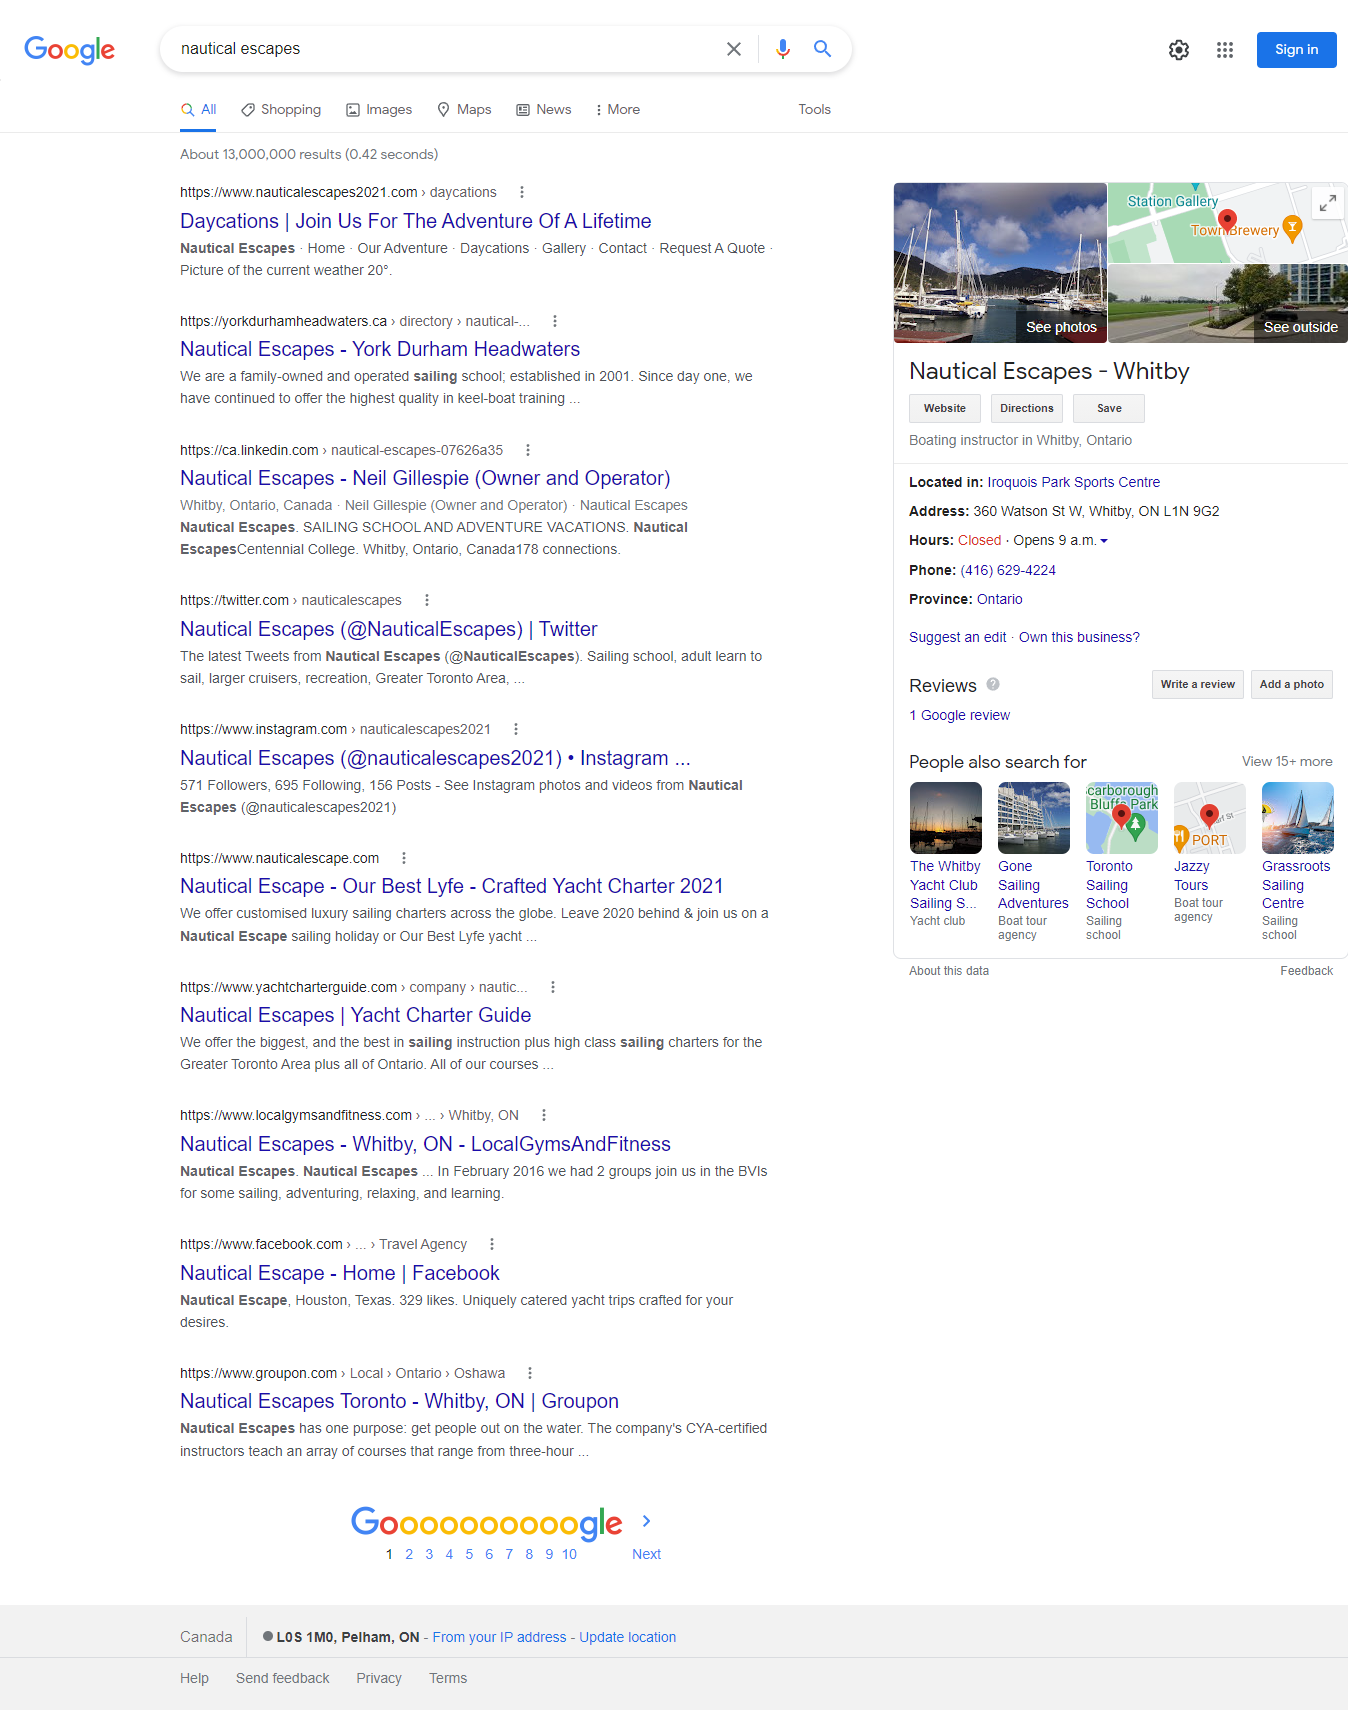 Google
nautical escapes
Sign in
All
Shopping
Images
Maps
News
More
Tools
About 13,000,000 results (0.42 seconds)
https://www.nauticalescapes2021.com › daycations
Daycations | Join Us For The Adventure Of A Lifetime
Nautical Escapes · Home · Our Adventure · Daycations · Gallery · Contact · Request A Quote ·
Picture of the current weather 20°.
https://yorkdurhamheadwaters.ca › directory › nautical-...
Nautical Escapes - York Durham Headwaters
We are a family-owned and operated sailing school; established in 2001. Since day one, we
have continued to offer the highest quality in keel-boat training ...
https://ca.linkedin.com › nautical-escapes-07626a35
Nautical Escapes - Neil Gillespie (Owner and Operator)
Whitby, Ontario, Canada · Neil Gillespie (Owner and Operator) · Nautical Escapes
Nautical Escapes. SAILING SCHOOL AND ADVENTURE VACATIONS. Nautical
EscapesCentennial College. Whitby, Ontario, Canada178 connections.
https://twitter.com › nauticalescapes
Nautical Escapes (@NauticalEscapes) | Twitter
The latest Tweets from Nautical Escapes (@NauticalEscapes). Sailing school, adult learn to
sail, larger cruisers, recreation, Greater Toronto Area, ...
https://www.instagram.com › nauticalescapes2021
Nautical Escapes (@nauticalescapes2021) • Instagram ...
571 Followers, 695 Following, 156 Posts - See Instagram photos and videos from Nautical
Escapes (@nauticalescapes2021)
https://www.nauticalescape.com
Nautical Escape - Our Best Lyfe - Crafted Yacht Charter 2021
We offer customised luxury sailing charters across the globe. Leave 2020 behind & join us on a
Nautical Escape sailing holiday or Our Best Lyfe yacht ...
https://www.yachtcharterguide.com › company › nautic...
Nautical Escapes | Yacht Charter Guide
We offer the biggest, and the best in sailing instruction plus high class sailing charters for the
Greater Toronto Area plus all of Ontario. All of our courses ...
https://www.localgymsandfitness.com › ... › Whitby, ON
Nautical Escapes - Whitby, ON - LocalGymsAndFitness
Nautical Escapes. Nautical Escapes ... In February 2016 we had 2 groups join us in the BVIs
for some sailing, adventuring, relaxing, and learning.
https://www.facebook.com › ... › Travel Agency
Nautical Escape - Home | Facebook
Nautical Escape, Houston, Texas. 329 likes. Uniquely catered yacht trips crafted for your
desires.
https://www.groupon.com › Local › Ontario › Oshawa
Nautical Escapes Toronto - Whitby, ON | Groupon
Nautical Escapes has one purpose: get people out on the water. The company's CYA-certified
instructors teach an array of courses that range from three-hour ...
Goooooooooogle
1 2 3 4 5 6 7 8 9 10 Next
Station Gallery
Town Brewery
See photos
See outside
Nautical Escapes - Whitby
Website
Directions
Save
Boating instructor in Whitby, Ontario
Located in: Iroquois Park Sports Centre
Address: 360 Watson St W, Whitby, ON L1N 9G2
Hours: Closed · Opens 9 a.m.
Phone: (416) 629-4224
Province: Ontario
Suggest an edit · Own this business?
Reviews
Write a review
Add a photo
1 Google review
People also search for
View 15+ more
carborough
Bluffs Park
PORT
The Whitby
Yacht Club
Sailing S...
Yacht club
Gone
Sailing
Adventures
Boat tour
agency
Toronto
Sailing
School
Sailing
school
Jazzy
Tours
Boat tour
agency
Grassroots
Sailing
Centre
Sailing
school
About this data
Feedback
Canada
L0S 1M0, Pelham, ON - From your IP address - Update location
Help
Send feedback
Privacy
Terms